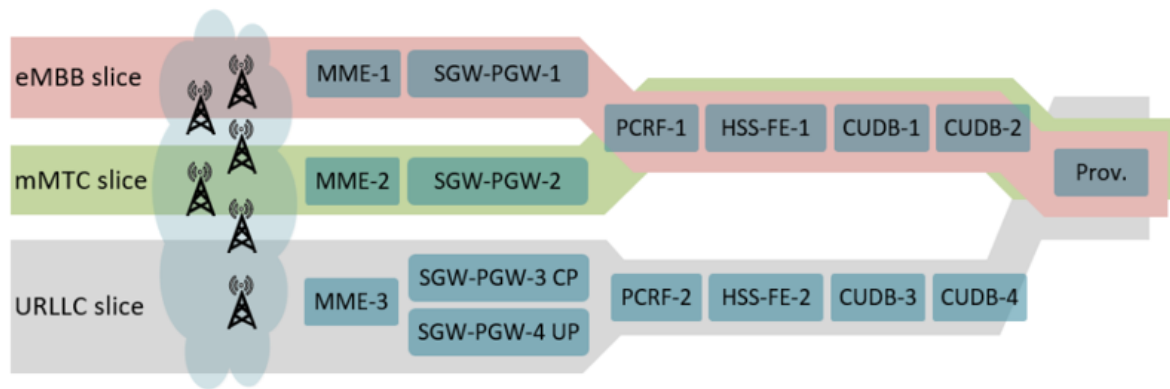 eMBB slice
MME-1
SGW-PGW-1
PCRF-1
HSS-FE-1
CUDB-1
CUDB-2
mMTC slice
MME-2
SGW-PGW-2
Prov.
URLLC slice
MME-3
SGW-PGW-3 CP
SGW-PGW-4 UP
PCRF-2
HSS-FE-2
CUDB-3
CUDB-4